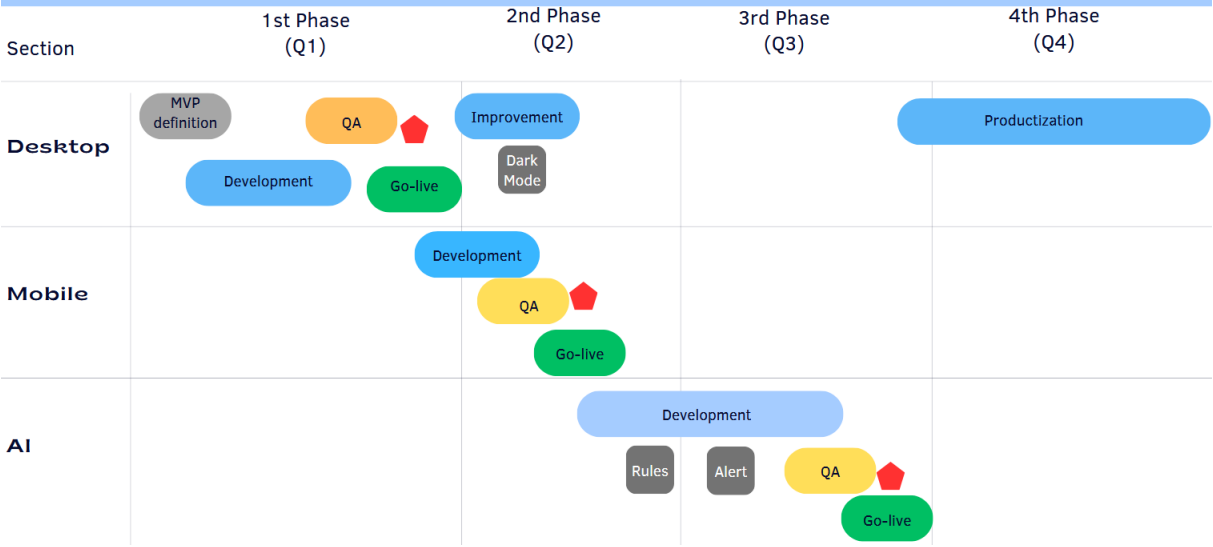 Section
1st Phase
(Q1)
2nd Phase
(Q2)
3rd Phase
(Q3)
4th Phase
(Q4)
Desktop
MVP
definition
QA
Improvement
Productization
Development
Go-live
Dark
Mode
Mobile
Development
QA
Go-live
AI
Development
Rules
Alert
QA
Go-live